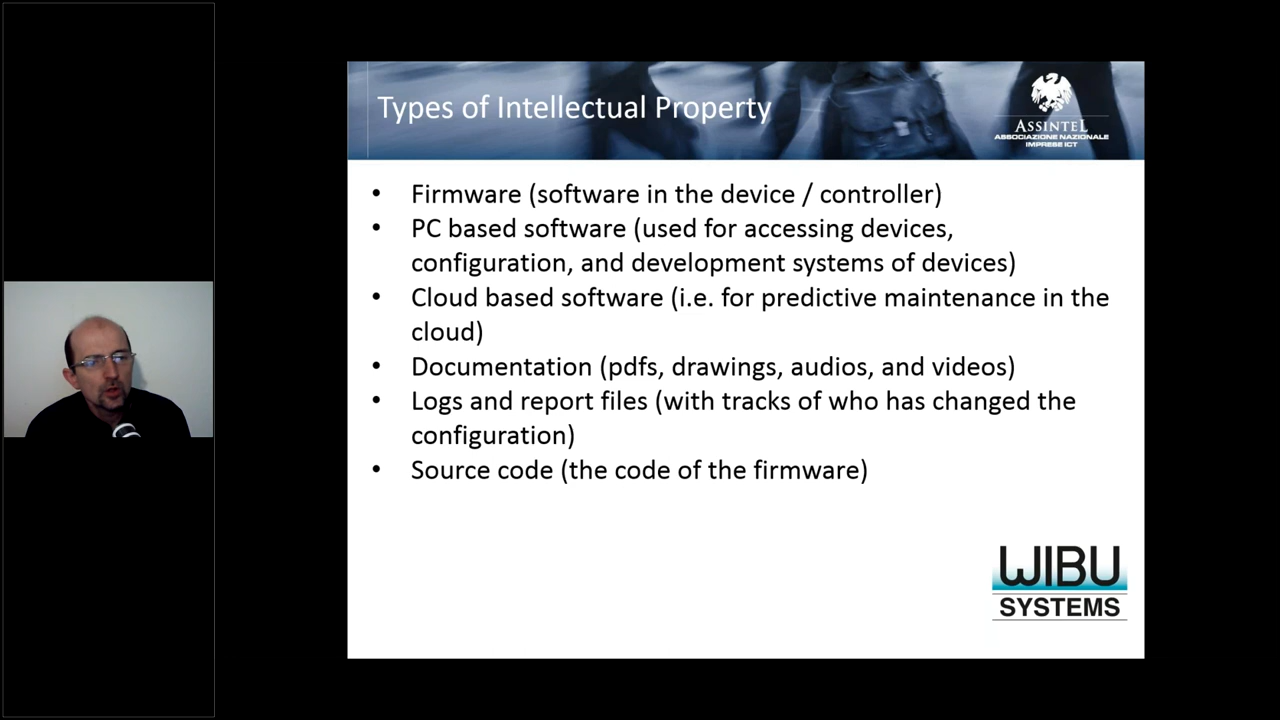 Types of Intellectual Property
ASSINTEL
ASSOCIAZIONE NAZIONALE
IMPRESE ICT
• Firmware (software in the device / controller)
• PC based software (used for accessing devices,
configuration, and development systems of devices)
• Cloud based software (i.e. for predictive maintenance in the
cloud)
• Documentation (pdfs, drawings, audios, and videos)
• Logs and report files (with tracks of who has changed the
configuration)
• Source code (the code of the firmware)
WIBU
SYSTEMS